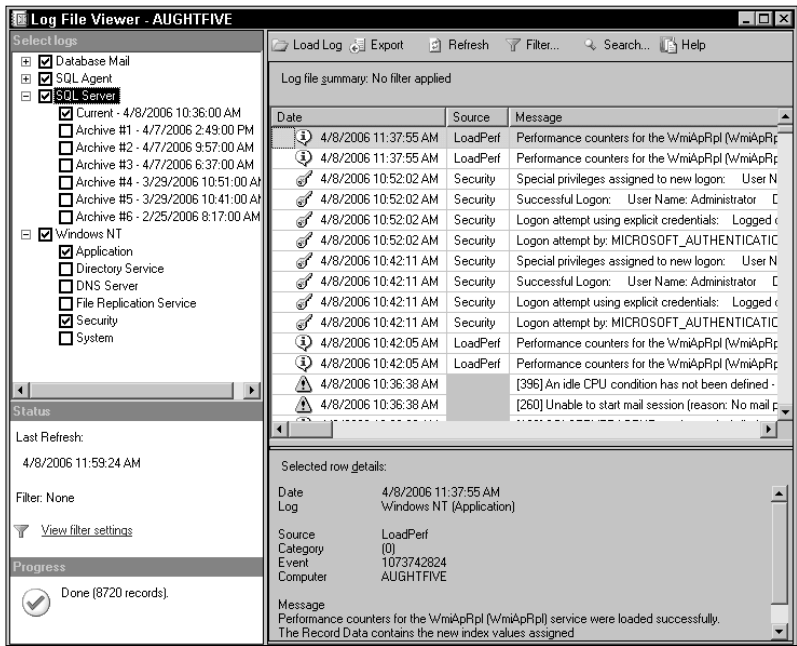 Log File Viewer - AUGHTFIVE
Select logs
Database Mail
SQL Agent
SQL Server
Current - 4/8/2006 10:36:00 AM
Archive #1 - 4/7/2006 2:49:00 PM
Archive #2 - 4/7/2006 9:57:00 AM
Archive #3 - 4/7/2006 6:37:00 AM
Archive #4 - 3/29/2006 10:51:00 AM
Archive #5 - 3/29/2006 10:41:00 AM
Archive #6 - 2/25/2006 8:17:00 AM
Windows NT
Application
Directory Service
DNS Server
File Replication Service
Security
System
Status
Last Refresh:
4/8/2006 11:59:24 AM
Filter: None
View filter settings
Progress
Done (8720 records).
Load Log Export Refresh Filter... Search... Help
Log file summary: No filter applied
Date Source Message
4/8/2006 11:37:55 AM LoadPerf Performance counters for the WmiApRpl (WmiApRp
4/8/2006 11:37:55 AM LoadPerf Performance counters for the WmiApRpl (WmiApRp
4/8/2006 10:52:02 AM Security Special privileges assigned to new logon: User N
4/8/2006 10:52:02 AM Security Successful Logon: User Name: Administrator D
4/8/2006 10:52:02 AM Security Logon attempt using explicit credentials: Logged o
4/8/2006 10:52:02 AM Security Logon attempt by: MICROSOFT_AUTHENTICATIO
4/8/2006 10:42:11 AM Security Special privileges assigned to new logon: User N
4/8/2006 10:42:11 AM Security Successful Logon: User Name: Administrator D
4/8/2006 10:42:11 AM Security Logon attempt using explicit credentials: Logged o
4/8/2006 10:42:11 AM Security Logon attempt by: MICROSOFT_AUTHENTICATIO
4/8/2006 10:42:05 AM LoadPerf Performance counters for the WmiApRpl (WmiApRp
4/8/2006 10:42:05 AM LoadPerf Performance counters for the WmiApRpl (WmiApRp
4/8/2006 10:36:38 AM [396] An idle CPU condition has not been defined -
4/8/2006 10:36:38 AM [260] Unable to start mail session (reason: No mail p
Selected row details:
Date 4/8/2006 11:37:55 AM
Log Windows NT (Application)
Source LoadPerf
Category (0)
Event 1073742824
Computer AUGHTFIVE
Message
Performance counters for the WmiApRpl (WmiApRpl) service were loaded successfully.
The Record Data contains the new index values assigned